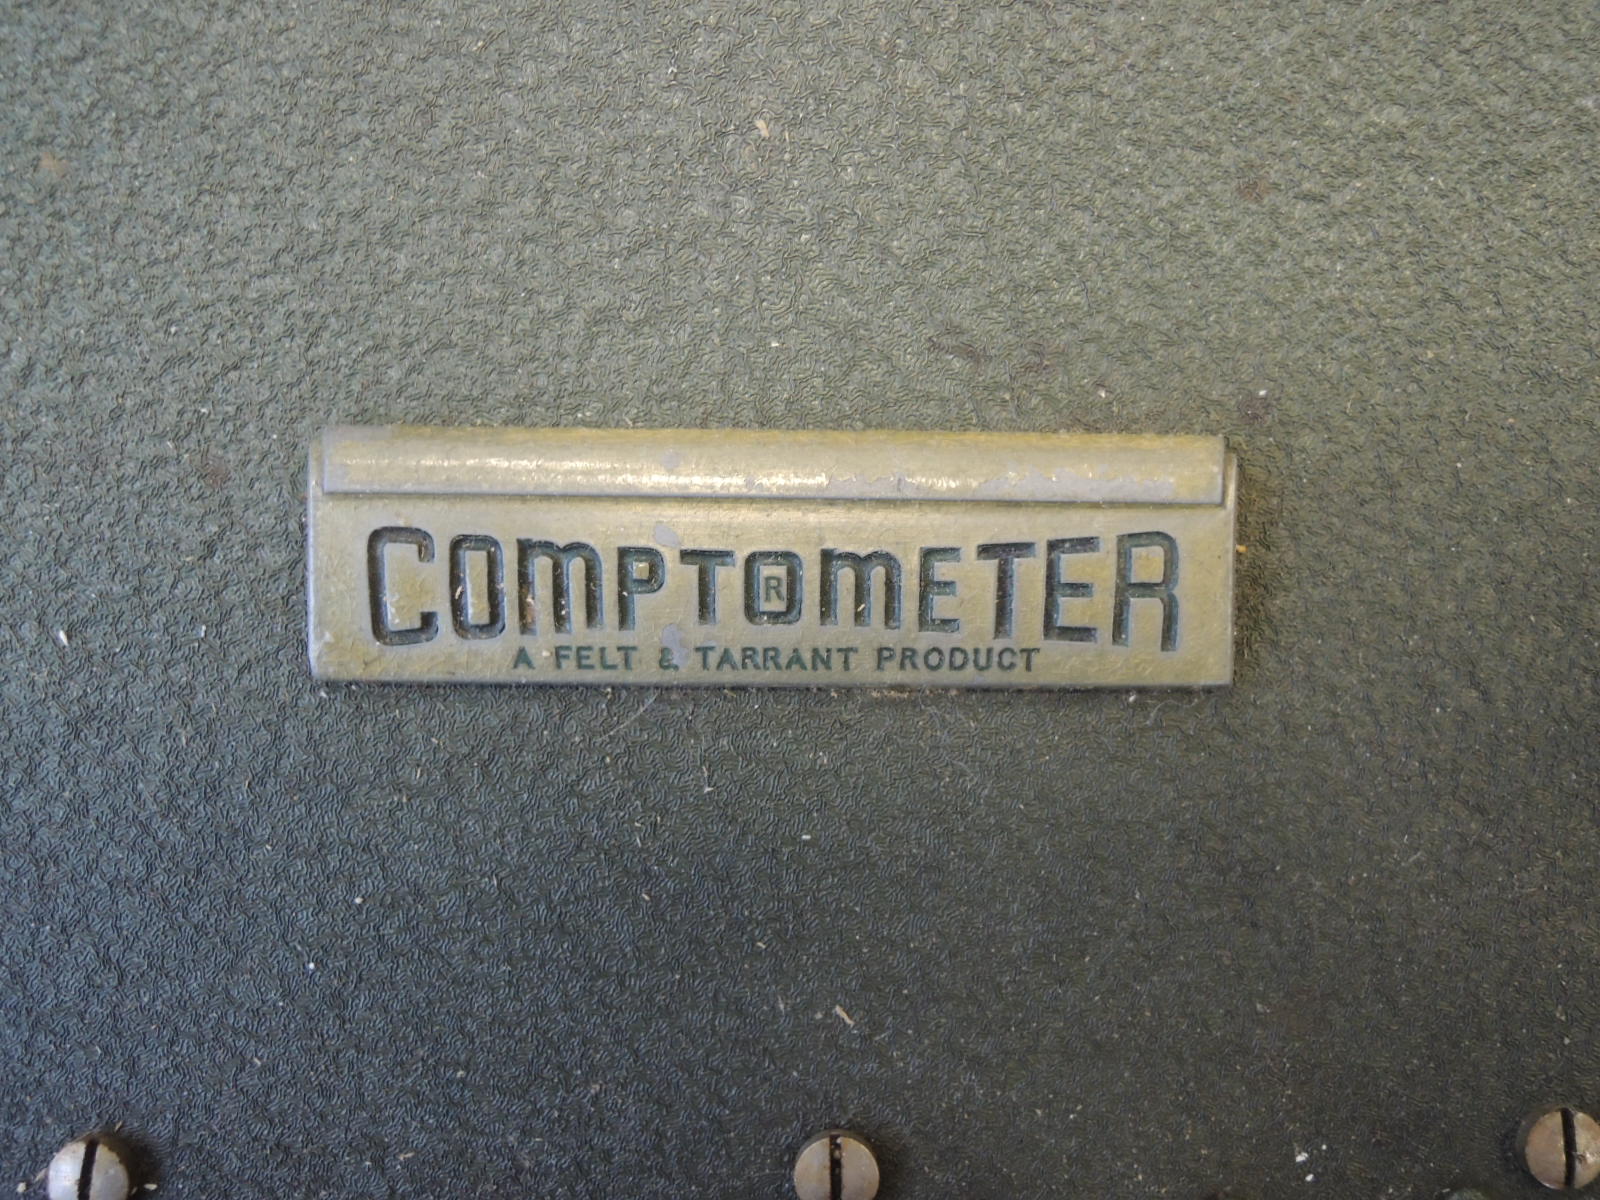 COMPTOMETER
R
A FELT & TARRANT PRODUCT